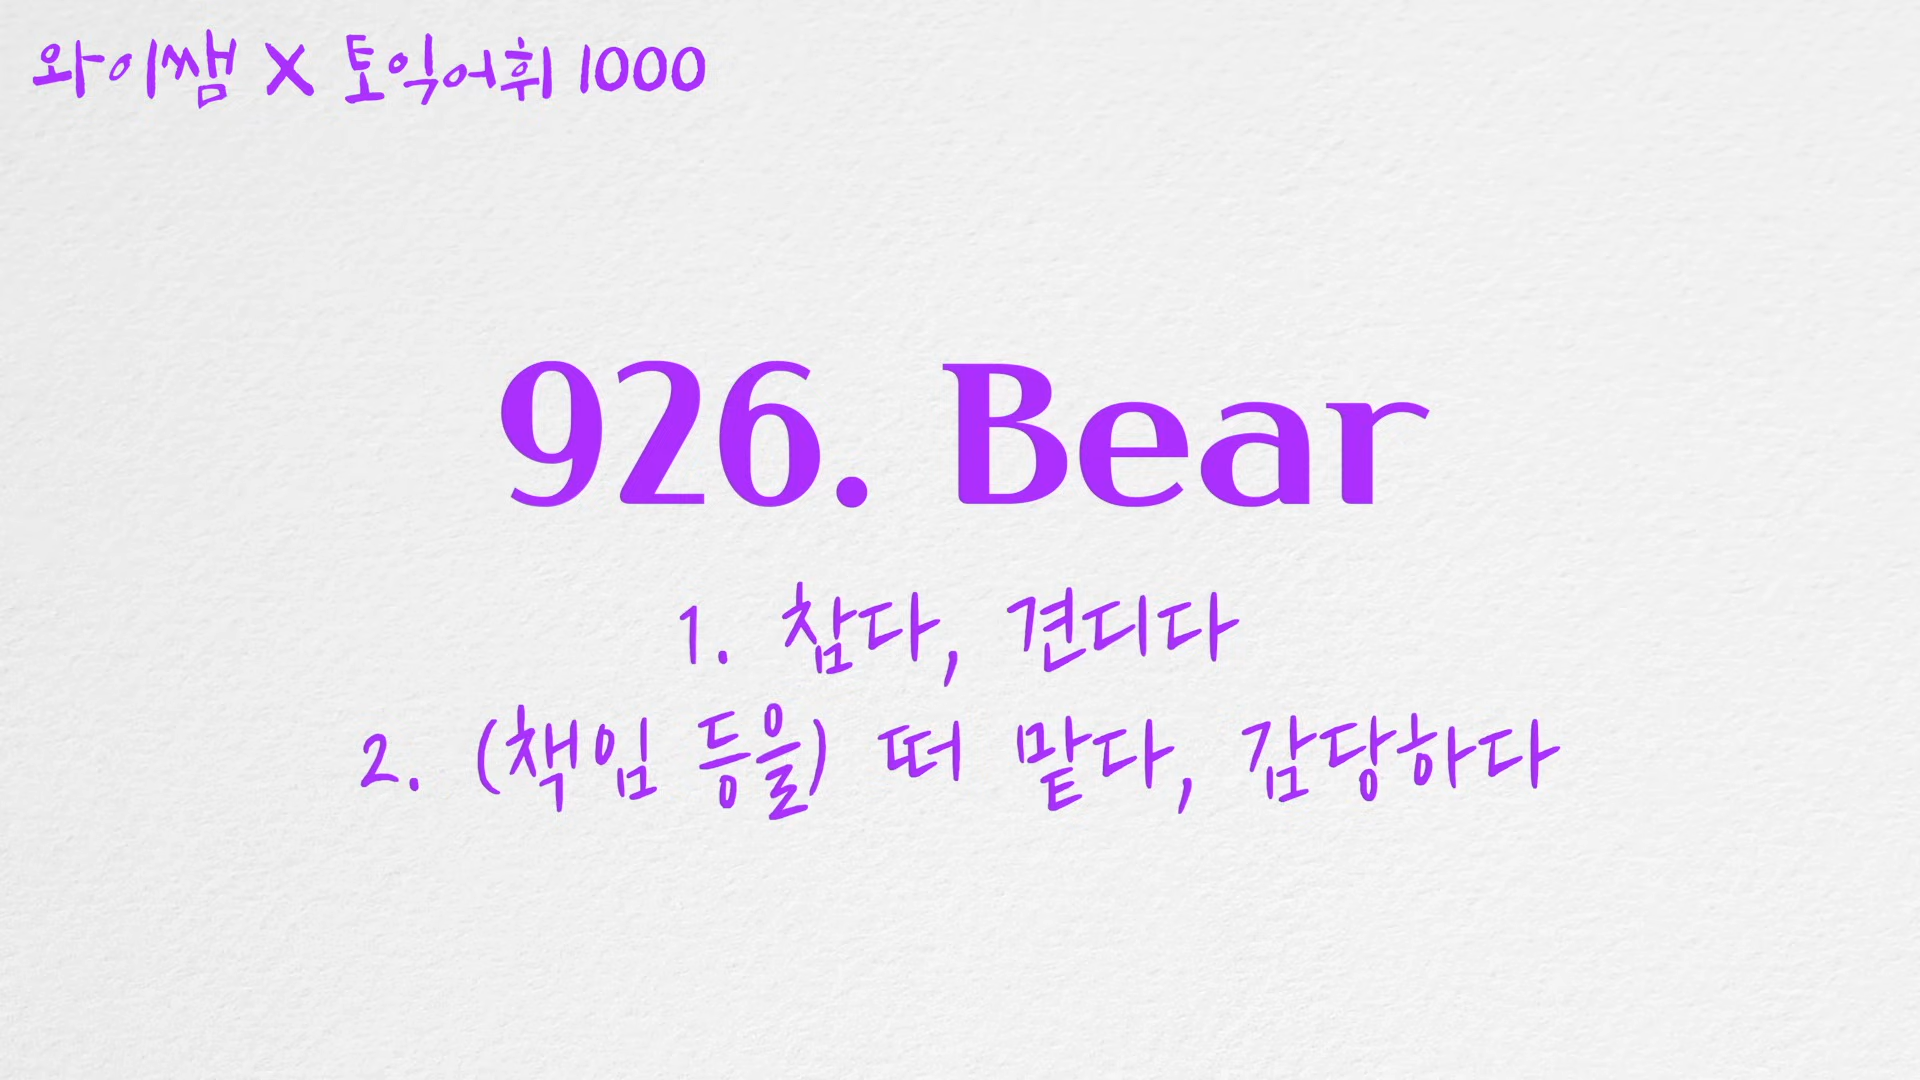 와이쌤 X 토익어휘 1000
926. Bear
1. 참다, 견디다
2. (책임 등을) 떠 맡다, 감당하다